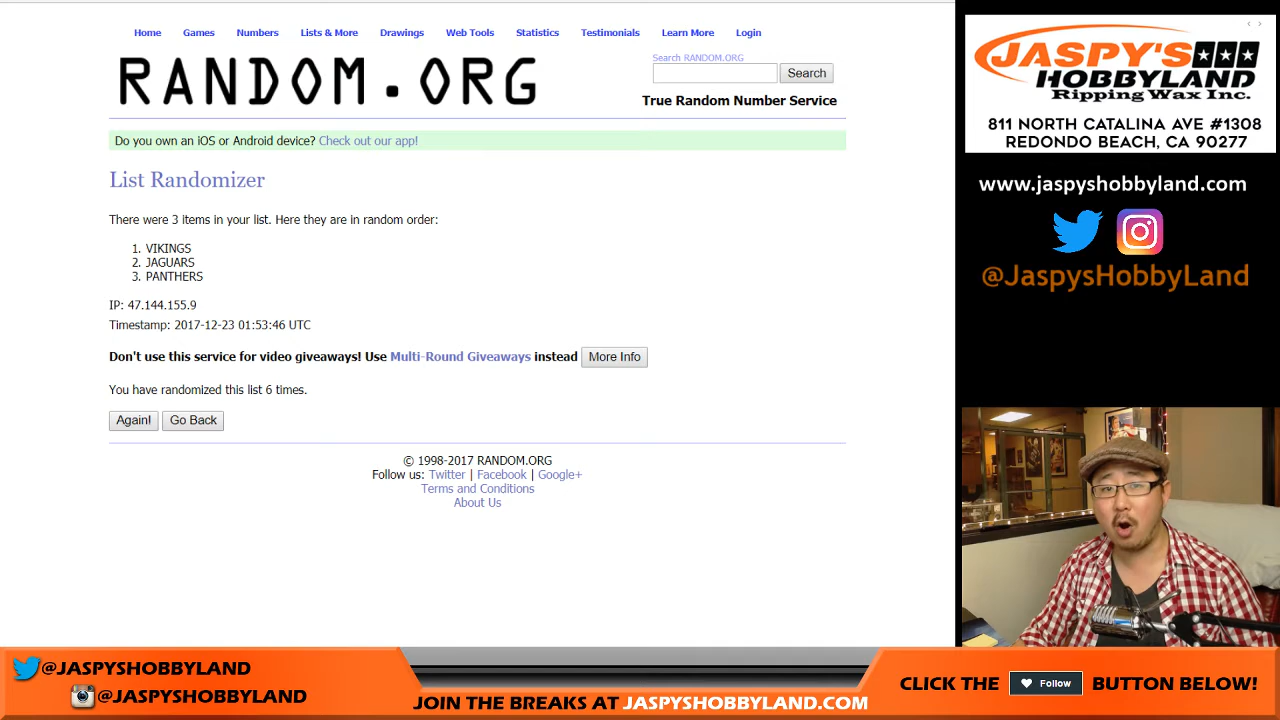 Home Games Numbers Lists & More Drawings Web Tools Statistics Testimonials Learn More Login
RANDOM.ORG
Search RANDOM.ORG
Search
True Random Number Service
Do you own an iOS or Android device? Check out our app!
List Randomizer
There were 3 items in your list. Here they are in random order:
1. VIKINGS
2. JAGUARS
3. PANTHERS
IP: 47.144.155.9
Timestamp: 2017-12-23 01:53:46 UTC
Don't use this service for video giveaways! Use Multi-Round Giveaways instead More Info
You have randomized this list 6 times.
Again! Go Back
© 1998-2017 RANDOM.ORG
Follow us: Twitter | Facebook | Google+
Terms and Conditions
About Us
JASPY'S
HOBBYLAND
Ripping Wax Inc.
811 NORTH CATALINA AVE #1308
REDONDO BEACH, CA 90277
www.jaspyshobbyland.com
@JaspysHobbyLand
@JASPYSHOBBYLAND
@JASPYSHOBBYLAND
JOIN THE BREAKS AT JASPYSHOBBYLAND.COM
CLICK THE Follow BUTTON BELOW!